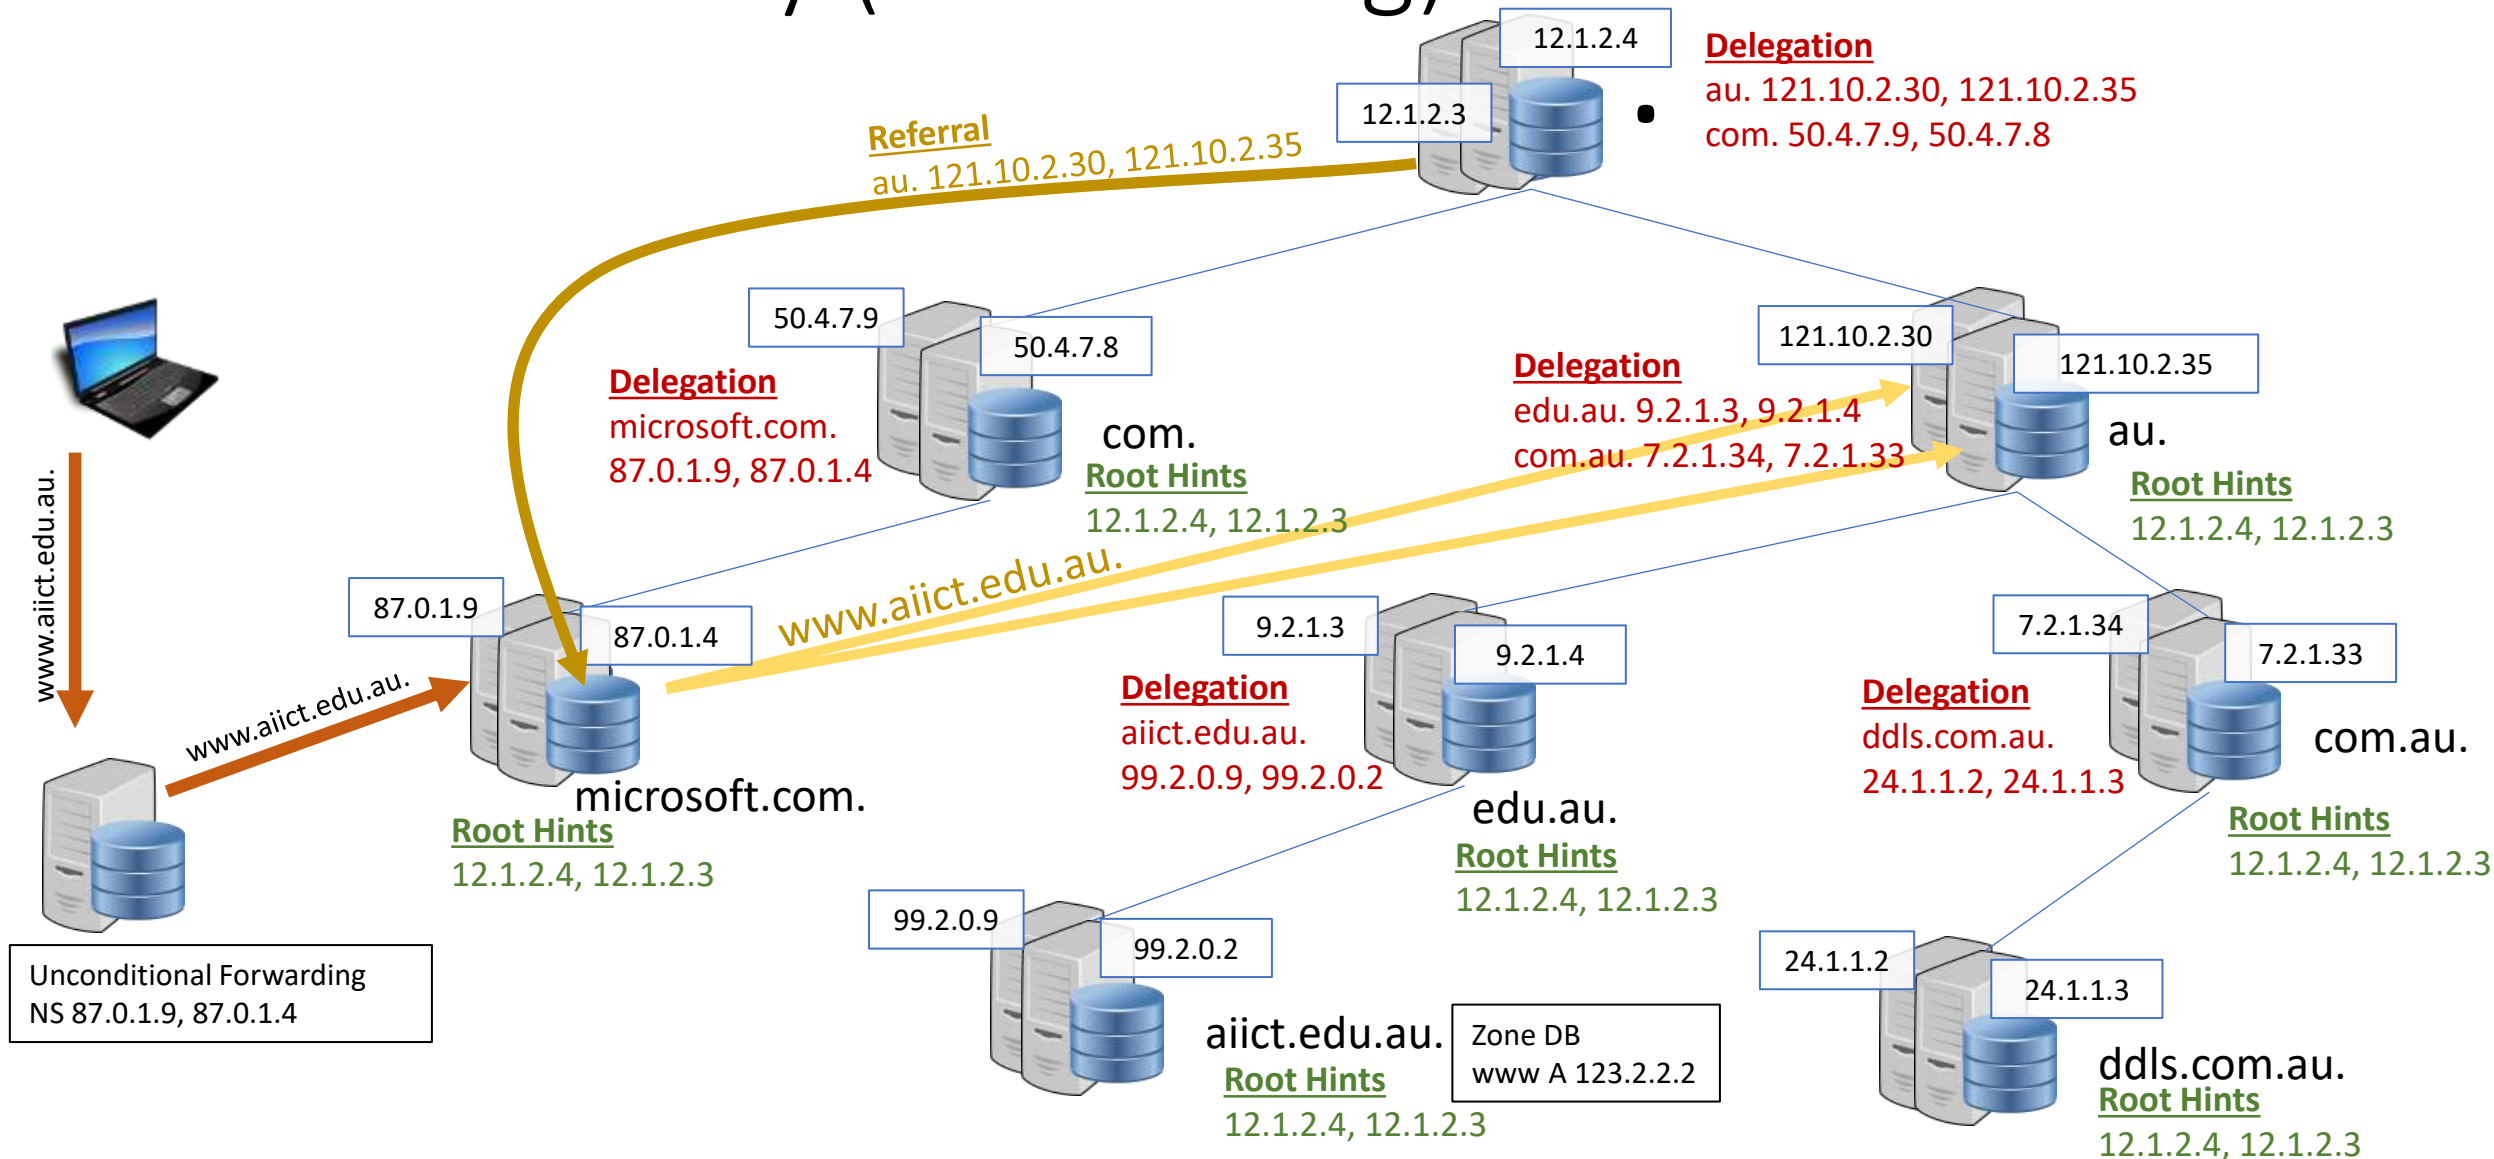 12.1.2.4
12.1.2.3
.
Delegation
au. 121.10.2.30, 121.10.2.35
com. 50.4.7.9, 50.4.7.8
Referral
au. 121.10.2.30, 121.10.2.35
50.4.7.9
50.4.7.8
Delegation
microsoft.com.
87.0.1.9, 87.0.1.4
com.
Root Hints
12.1.2.4, 12.1.2.3
121.10.2.30
121.10.2.35
Delegation
edu.au. 9.2.1.3, 9.2.1.4
com.au. 7.2.1.34, 7.2.1.33
au.
Root Hints
12.1.2.4, 12.1.2.3
www.aiict.edu.au.
www.aiict.edu.au.
www.aiict.edu.au.
87.0.1.9
87.0.1.4
microsoft.com.
Root Hints
12.1.2.4, 12.1.2.3
9.2.1.3
9.2.1.4
Delegation
aiict.edu.au.
99.2.0.9, 99.2.0.2
edu.au.
Root Hints
12.1.2.4, 12.1.2.3
7.2.1.34
7.2.1.33
Delegation
ddls.com.au.
24.1.1.2, 24.1.1.3
com.au.
Root Hints
12.1.2.4, 12.1.2.3
Unconditional Forwarding
NS 87.0.1.9, 87.0.1.4
99.2.0.9
99.2.0.2
aiict.edu.au.
Root Hints
12.1.2.4, 12.1.2.3
Zone DB
www A 123.2.2.2
24.1.1.2
24.1.1.3
ddls.com.au.
Root Hints
12.1.2.4, 12.1.2.3